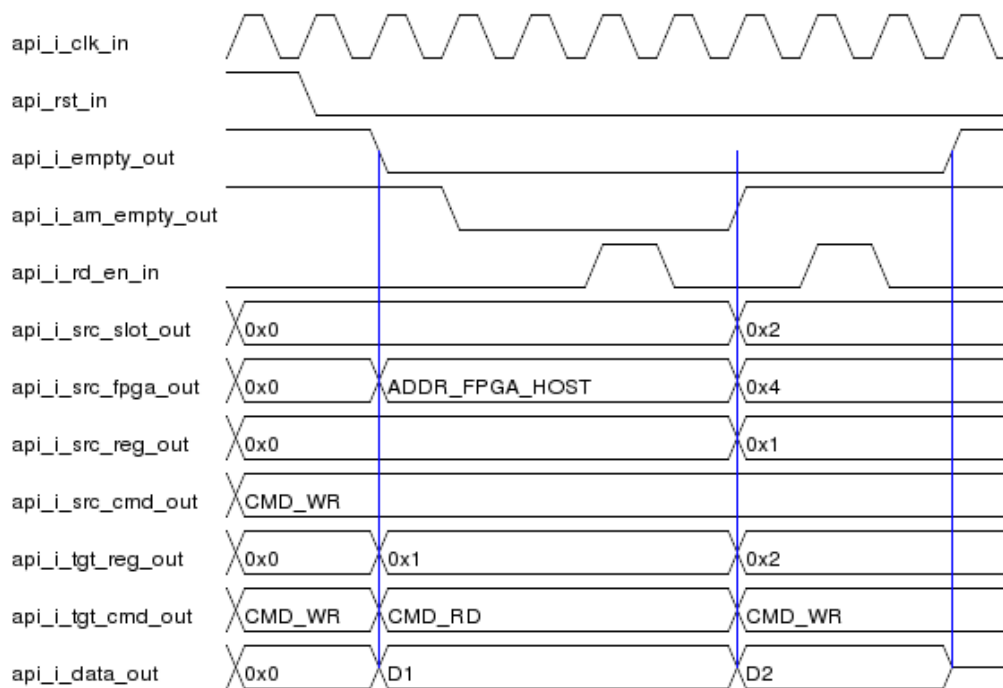 api_i_clk_in
api_rst_in
api_i_empty_out
api_i_am_empty_out
api_i_rd_en_in
api_i_src_slot_out 0x0 0x2
api_i_src_fpga_out 0x0 ADDR_FPGA_HOST 0x4
api_i_src_reg_out 0x0 0x1
api_i_src_cmd_out CMD_WR
api_i_tgt_reg_out 0x0 0x1 0x2
api_i_tgt_cmd_out CMD_WR CMD_RD CMD_WR
api_i_data_out 0x0 D1 D2